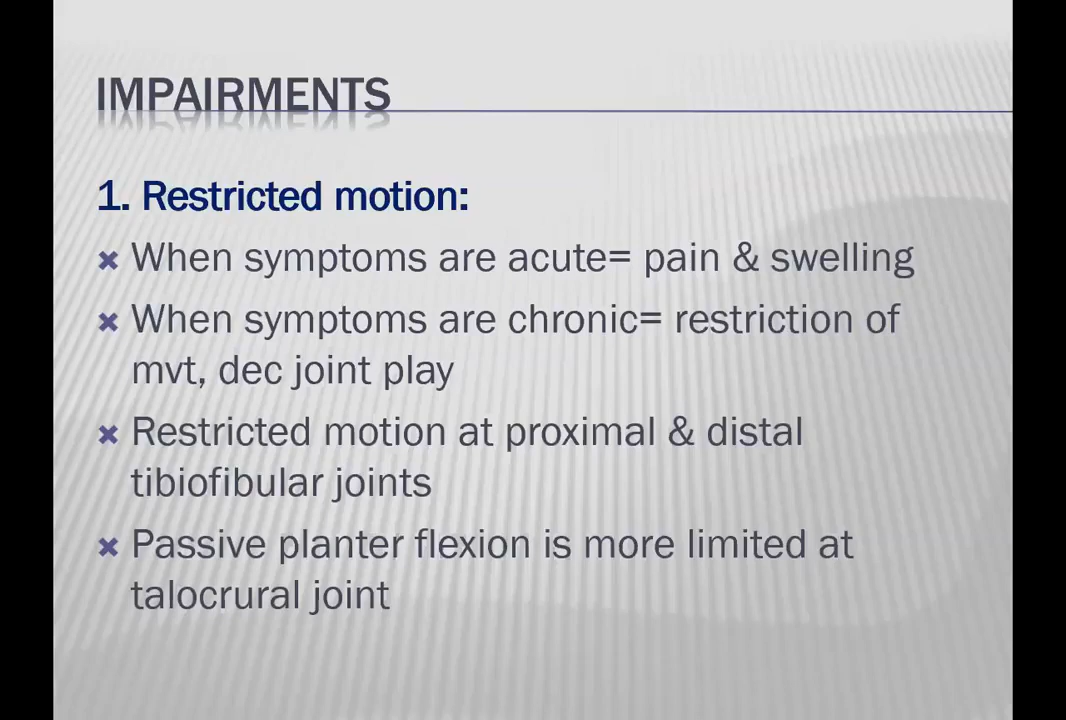 IMPAIRMENTS
1. Restricted motion:
When symptoms are acute= pain & swelling
When symptoms are chronic= restriction of
mvt, dec joint play
Restricted motion at proximal & distal
tibiofibular joints
Passive planter flexion is more limited at
talocrural joint